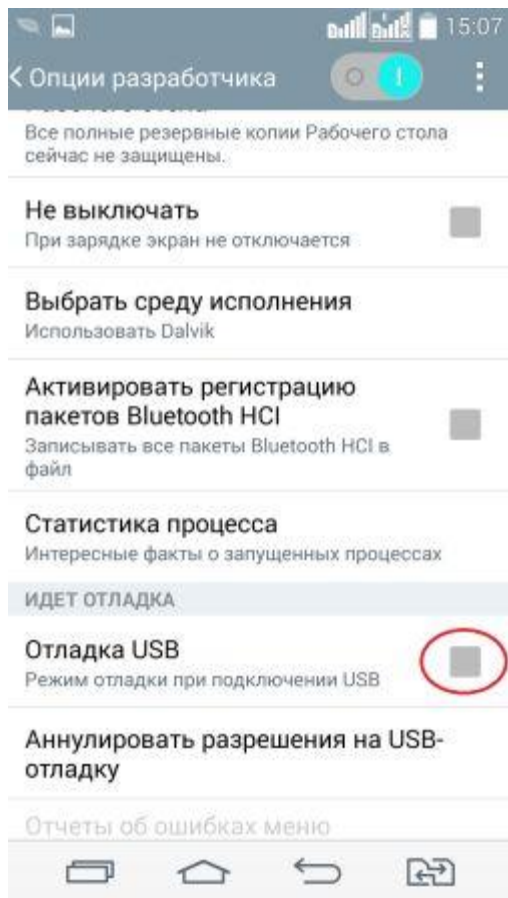 15:07
Опции разработчика
Все полные резервные копии Рабочего стола
сейчас не защищены.
Не выключать
При зарядке экран не отключается
Выбрать среду исполнения
Использовать Dalvik
Активировать регистрацию
пакетов Bluetooth HCI
Записывать все пакеты Bluetooth HCI в
файл
Статистика процесса
Интересные факты о запущенных процессах
ИДЕТ ОТЛАДКА
Отладка USB
Режим отладки при подключении USB
Аннулировать разрешения на USB-
отладку
Отчеты об ошибках меню